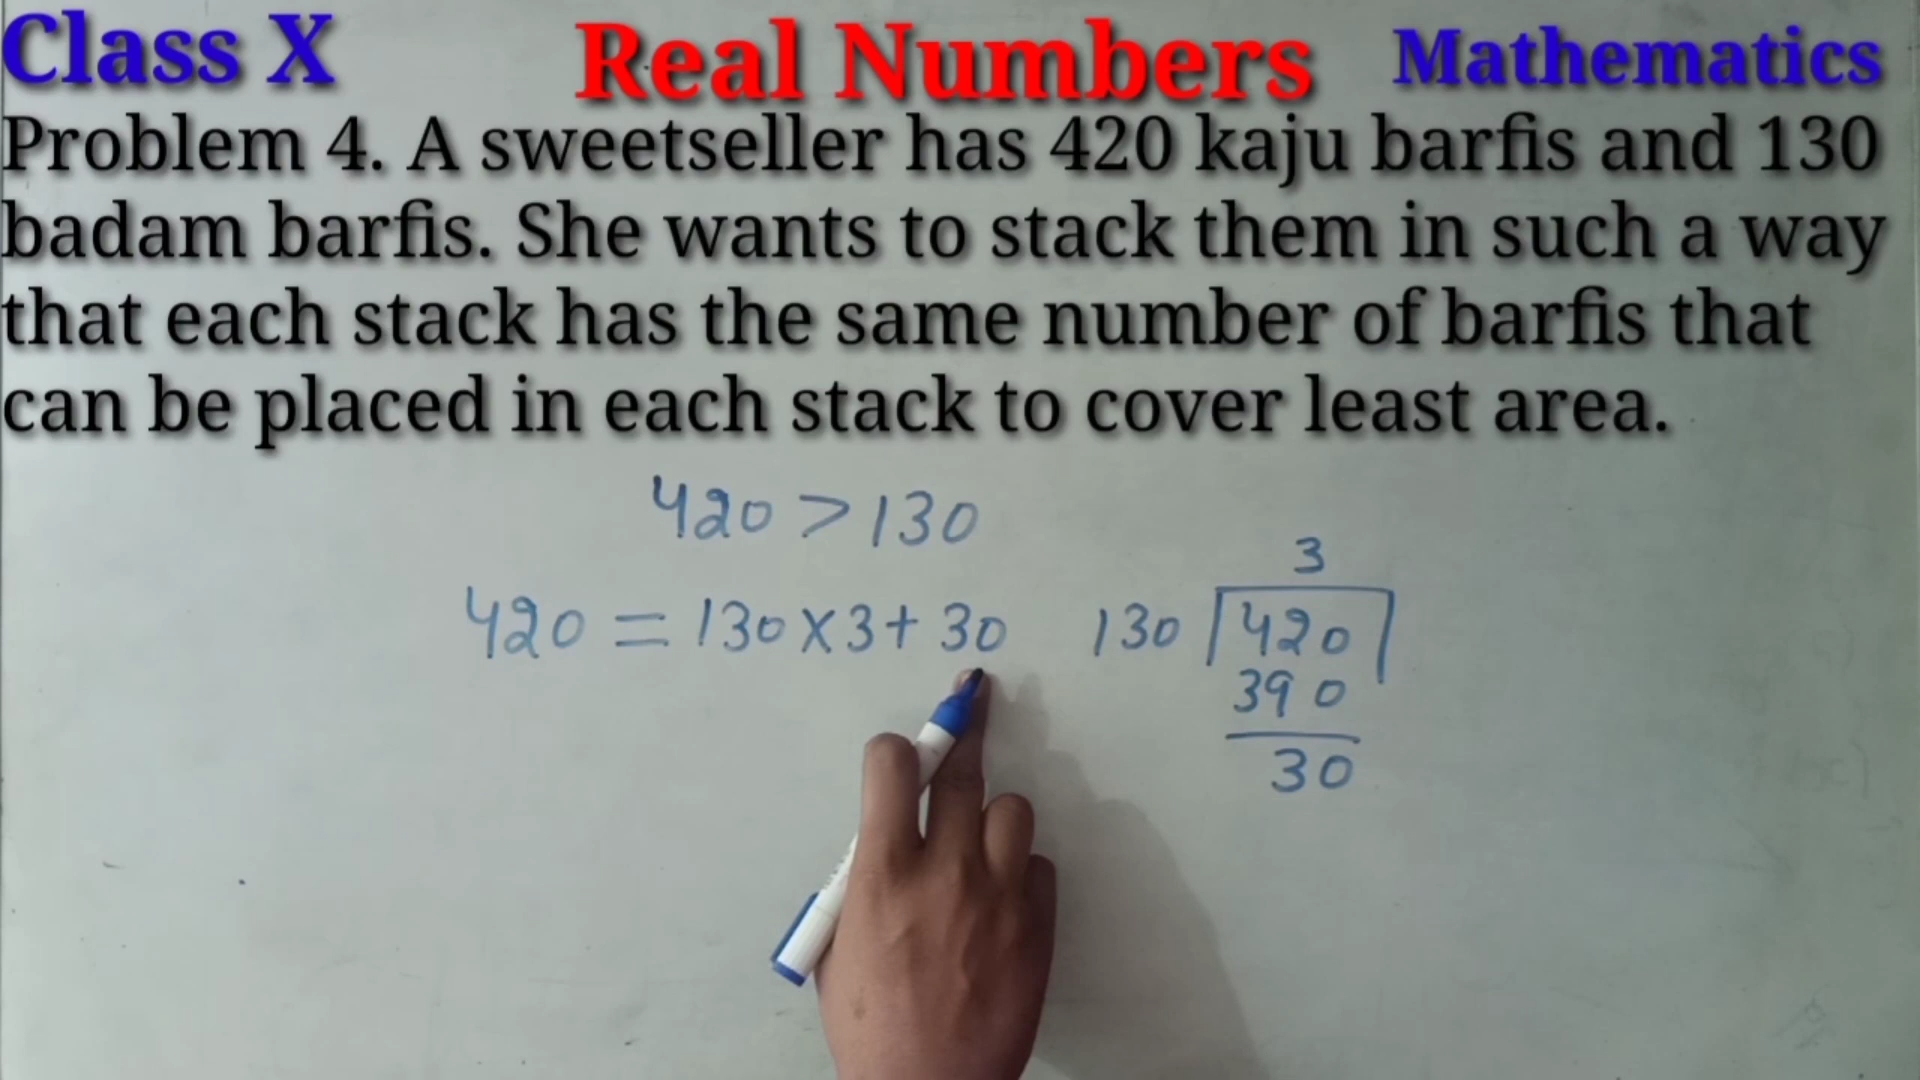 Class X Real Numbers Mathematics
Problem 4. A sweetseller has 420 kaju barfis and 130
badam barfis. She wants to stack them in such a way
that each stack has the same number of barfis that
can be placed in each stack to cover least area.
420 > 130
3
420 = 130 x 3 + 30 130 420
390
30